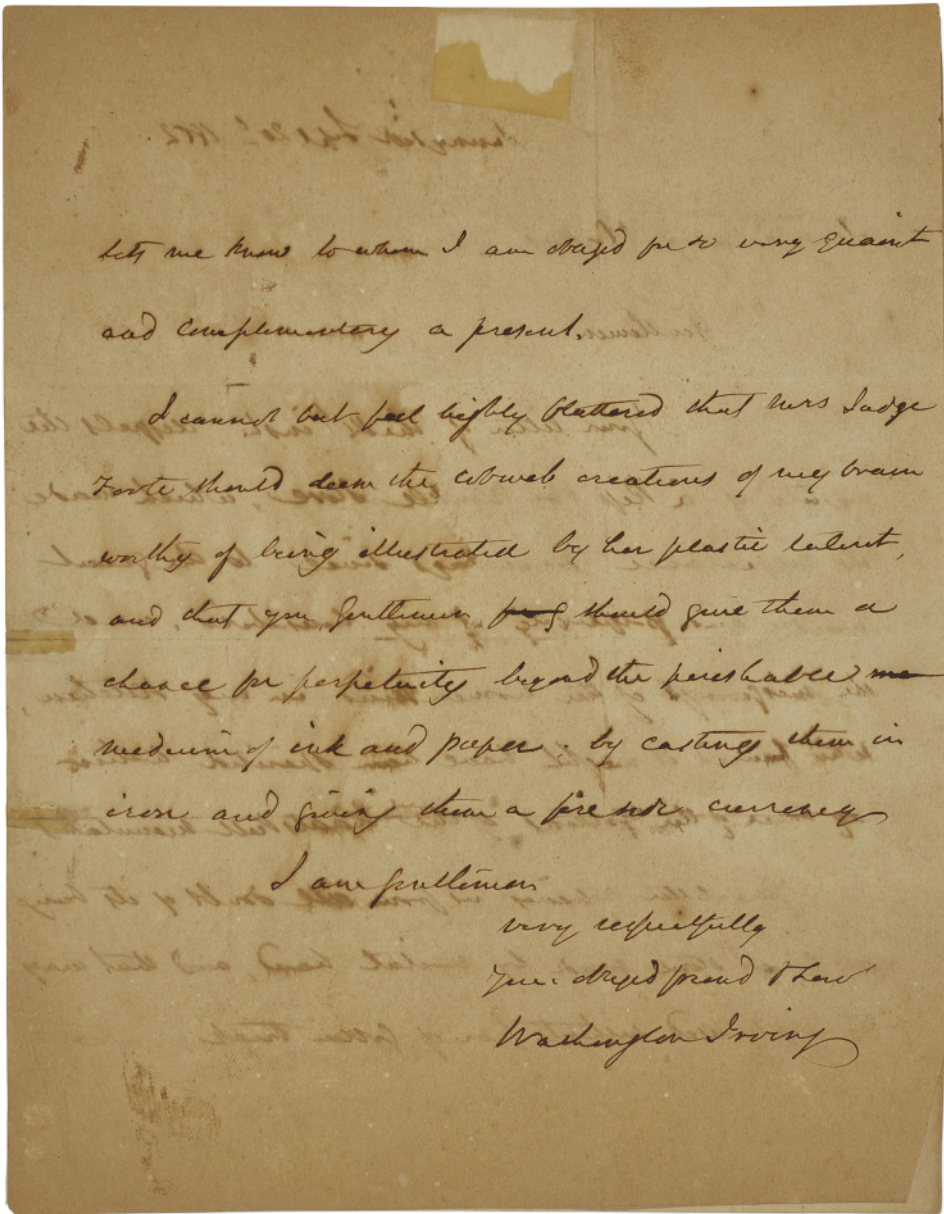 lets me know to whom I am obliged for so very quaint
and complimentary a present.
I cannot but feel highly flattered that Mrs Judge
Foote should deem the cobweb creations of my brain
worthy of being illustrated by her plastic talent,
and that you, Gentlemen should give them a
chance for perpetuity beyond the perishable
medium of ink and paper. by casting them in
iron and giving them a fire side currency
I am gentlemen
very respectfully
Your obliged friend &
Washington Irving